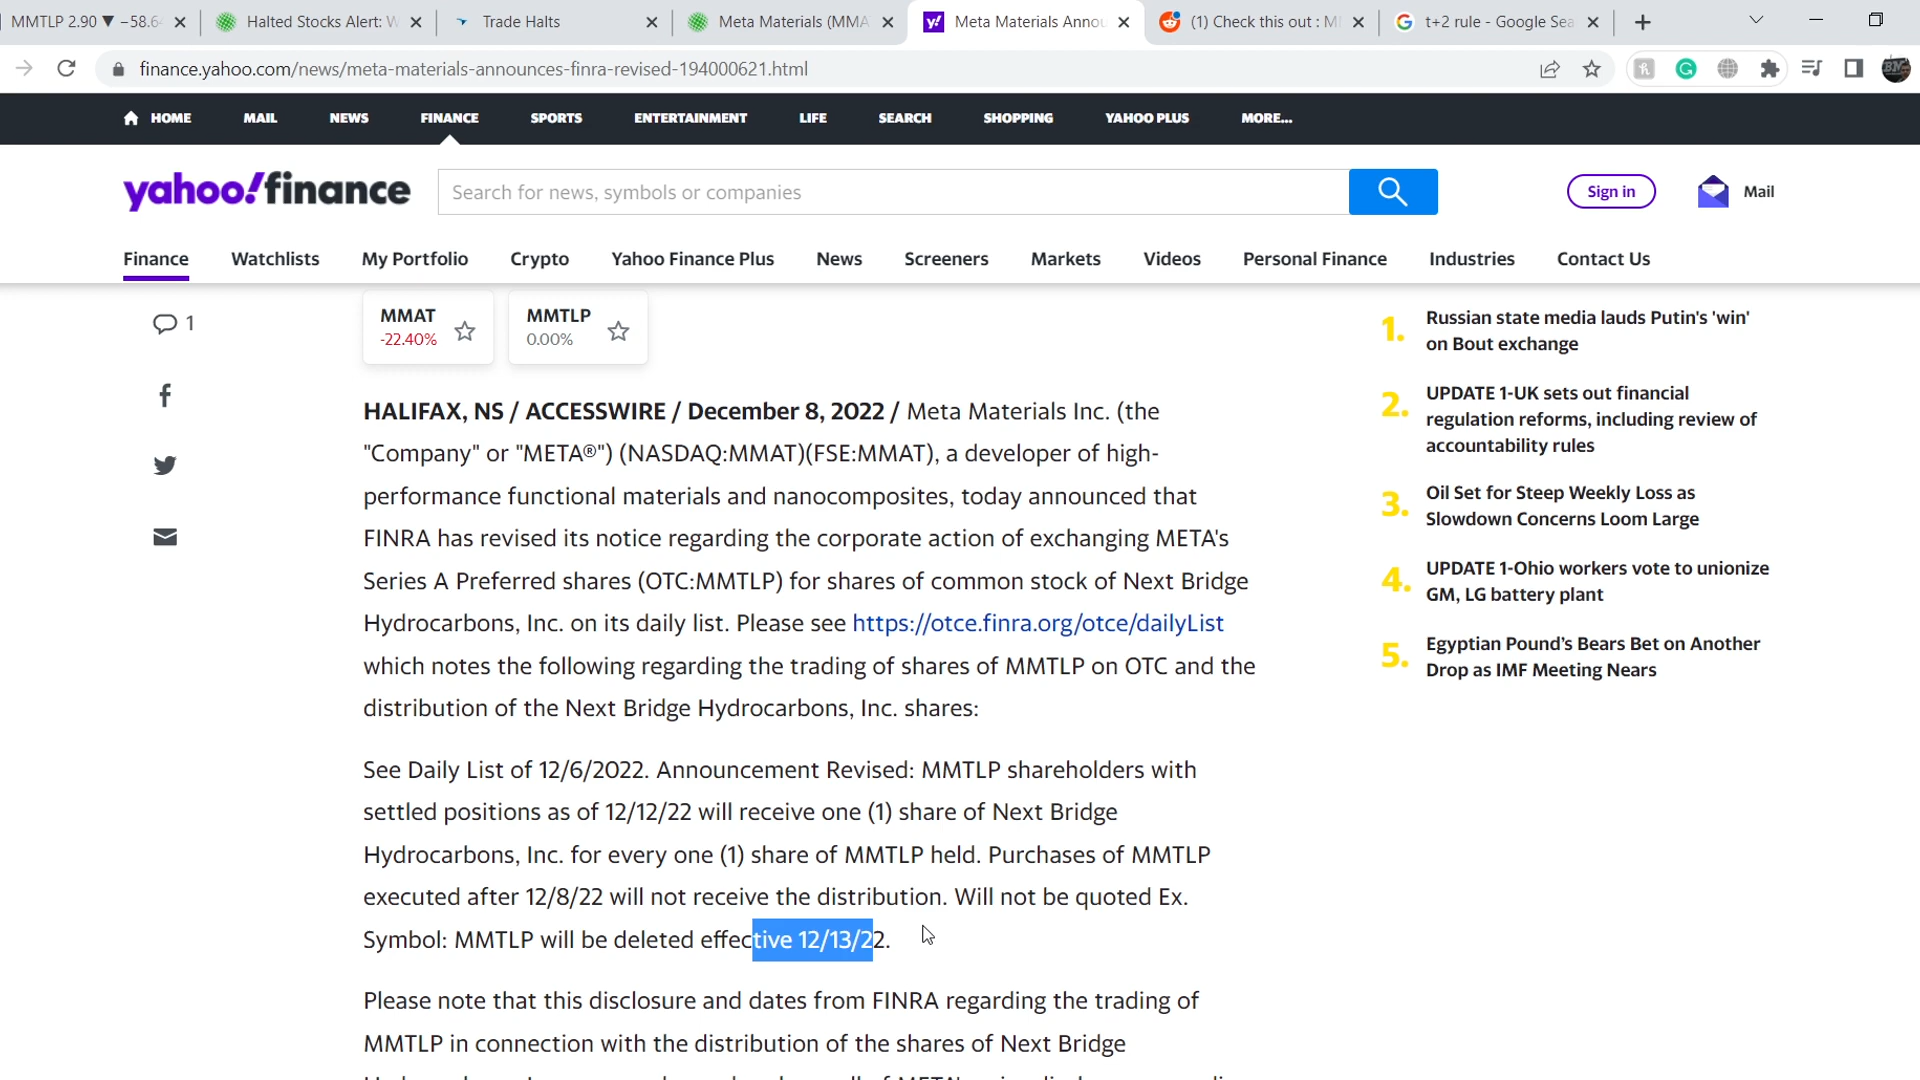 MMTLP 2.90 ▼ −58.64
Halted Stocks Alert: W
Trade Halts
Meta Materials (MMA
Meta Materials Annou
(1) Check this out : M
t+2 rule - Google Sea
finance.yahoo.com/news/meta-materials-announces-finra-revised-194000621.html
HOME MAIL NEWS FINANCE SPORTS ENTERTAINMENT LIFE SEARCH SHOPPING YAHOO PLUS MORE...
yahoo!finance
Search for news, symbols or companies
Sign in
Mail
Finance Watchlists My Portfolio Crypto Yahoo Finance Plus News Screeners Markets Videos Personal Finance Industries Contact Us
1
MMAT
-22.40%
MMTLP
0.00%
HALIFAX, NS / ACCESSWIRE / December 8, 2022 / Meta Materials Inc. (the
"Company" or "META®") (NASDAQ:MMAT)(FSE:MMAT), a developer of high-
performance functional materials and nanocomposites, today announced that
FINRA has revised its notice regarding the corporate action of exchanging META's
Series A Preferred shares (OTC:MMTLP) for shares of common stock of Next Bridge
Hydrocarbons, Inc. on its daily list. Please see https://otce.finra.org/otce/dailyList
which notes the following regarding the trading of shares of MMTLP on OTC and the
distribution of the Next Bridge Hydrocarbons, Inc. shares:
See Daily List of 12/6/2022. Announcement Revised: MMTLP shareholders with
settled positions as of 12/12/22 will receive one (1) share of Next Bridge
Hydrocarbons, Inc. for every one (1) share of MMTLP held. Purchases of MMTLP
executed after 12/8/22 will not receive the distribution. Will not be quoted Ex.
Symbol: MMTLP will be deleted effective 12/13/22.
Please note that this disclosure and dates from FINRA regarding the trading of
MMTLP in connection with the distribution of the shares of Next Bridge
1. Russian state media lauds Putin's 'win'
on Bout exchange
2. UPDATE 1-UK sets out financial
regulation reforms, including review of
accountability rules
3. Oil Set for Steep Weekly Loss as
Slowdown Concerns Loom Large
4. UPDATE 1-Ohio workers vote to unionize
GM, LG battery plant
5. Egyptian Pound's Bears Bet on Another
Drop as IMF Meeting Nears